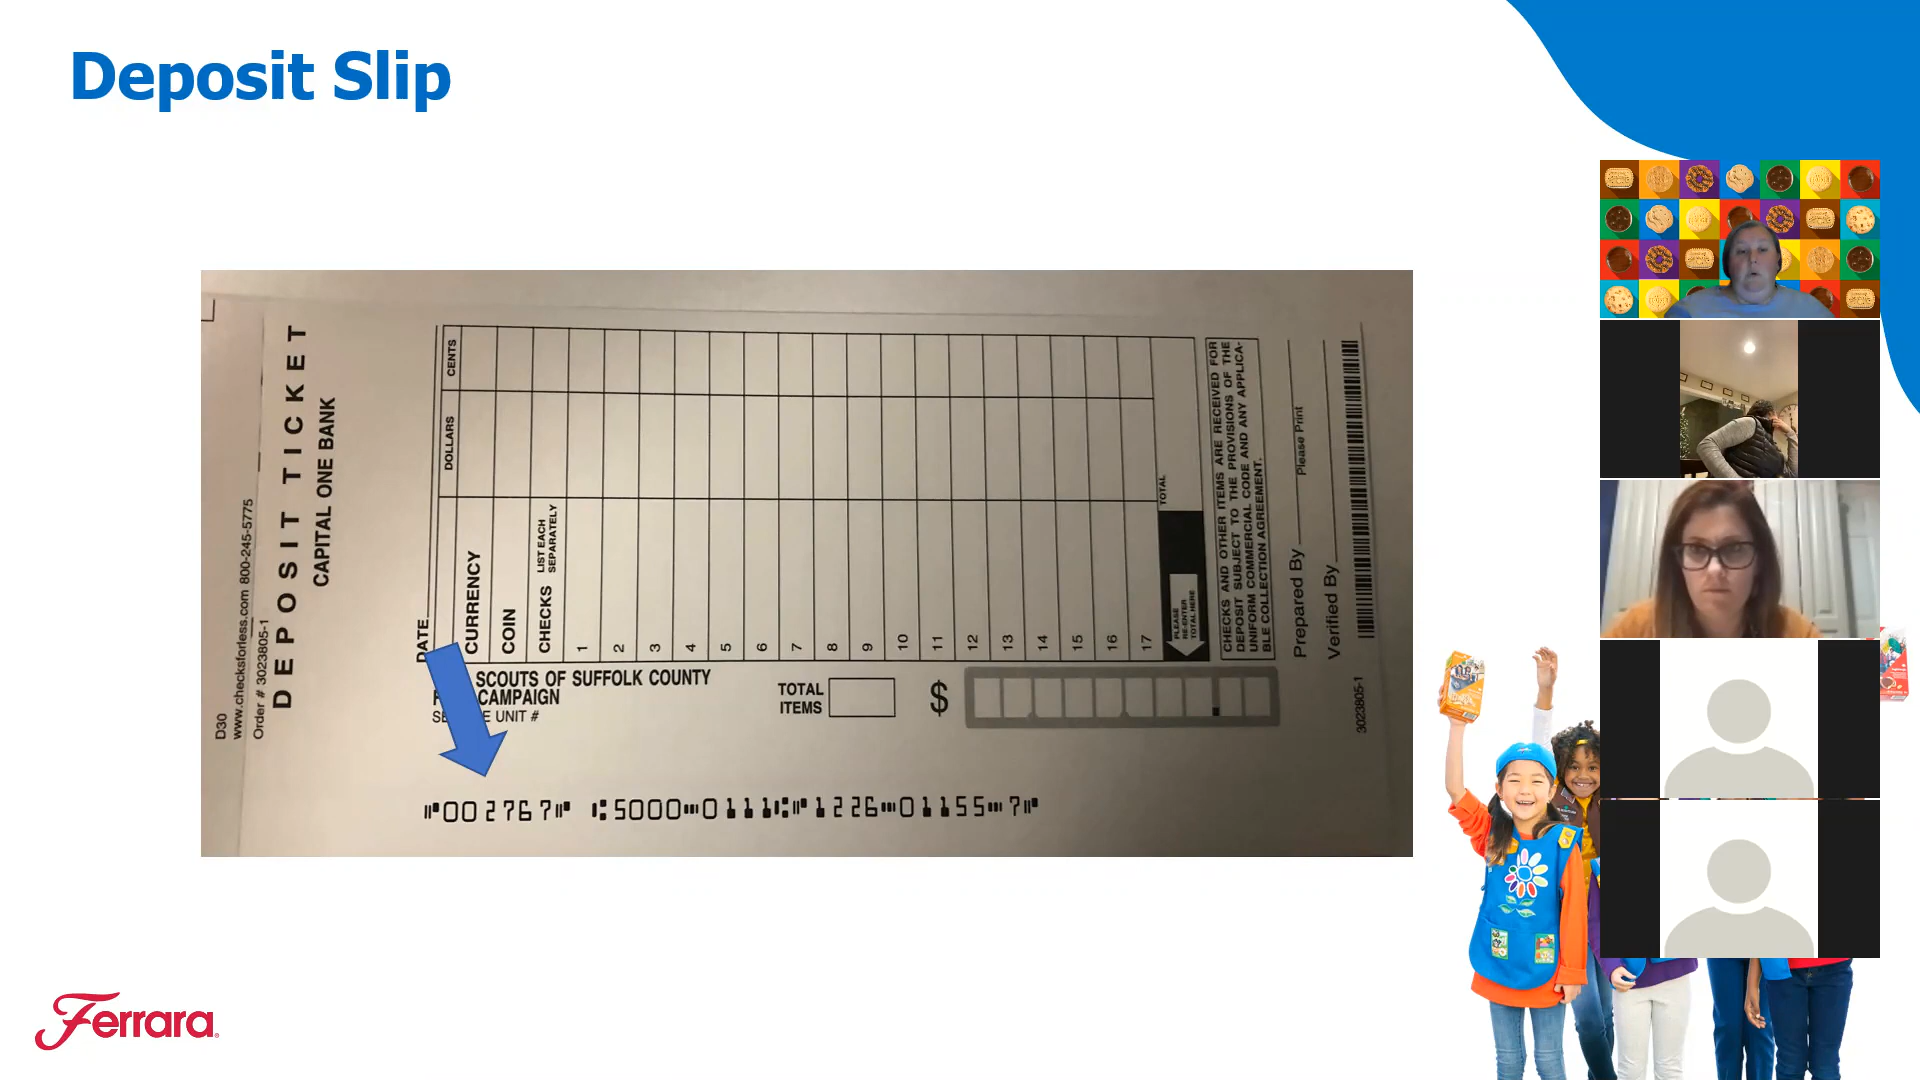 Deposit Slip
D30
www.checksforless.com 800-245-5775
Order # 3023805-1
DEPOSIT TICKET
CAPITAL ONE BANK
DATE
DOLLARS
CENTS
CURRENCY
COIN
CHECKS
LIST EACH
SEPARATELY
1
2
3
4
5
6
7
8
9
10
11
12
13
14
15
16
17
TOTAL
PLEASE
RE-ENTER
TOTAL HERE
CHECKS AND OTHER ITEMS ARE RECEIVED FOR
DEPOSIT SUBJECT TO THE PROVISIONS OF THE
UNIFORM COMMERCIAL CODE AND ANY APPLICA-
BLE COLLECTION AGREEMENT.
Prepared By
Please Print
Verified By
3023805-1
SCOUTS OF SUFFOLK COUNTY
CAMPAIGN
UNIT #
TOTAL
ITEMS
$
⑈002767⑈ ⑆5000⑉0111⑆⑈1226⑉01155⑉7⑈
Ferrara